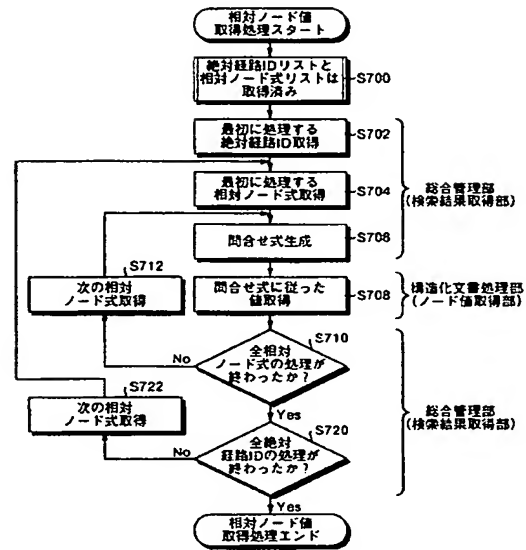 相対ノード値
取得処理スタート
絶対経路IDリストと
相対ノード式リストは
取得済み
S700
最初に処理する
絶対経路ID取得
S702
最初に処理する
相対ノード式取得
S704
総合管理部
(検索結果取得部)
問合せ式生成
S708
S712
次の相対
ノード式取得
問合せ式に従った
値取得
S708
構造化文書処理部
(ノード値取得部)
S710
全相対
ノード式の処理が
終わったか?
No
Yes
S722
次の相対
ノード式取得
S720
全絶対
経路IDの処理が
終わったか?
No
Yes
総合管理部
(検索結果取得部)
相対ノード値
取得処理エンド